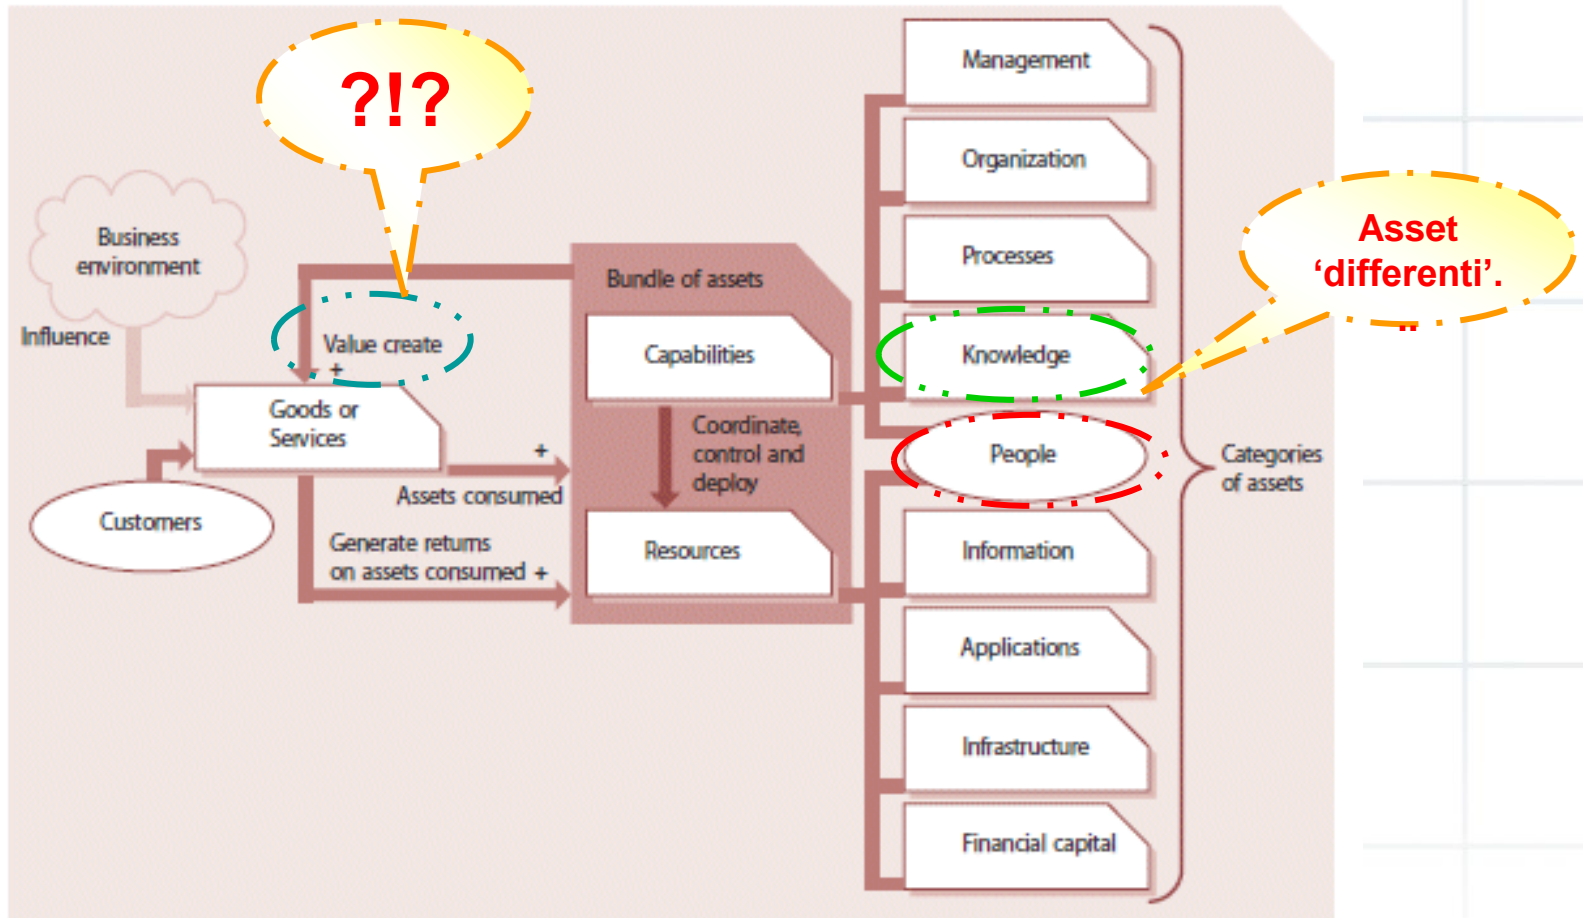 ?!?
Business
environment
Influence
Value create
+
Goods or
Services
Customers
+
Assets consumed
Generate returns
on assets consumed +
Bundle of assets
Capabilities
Coordinate,
control and
deploy
Resources
Management
Organization
Processes
Knowledge
People
Information
Applications
Infrastructure
Financial capital
Asset
‘differenti’.
..
Categories
of assets